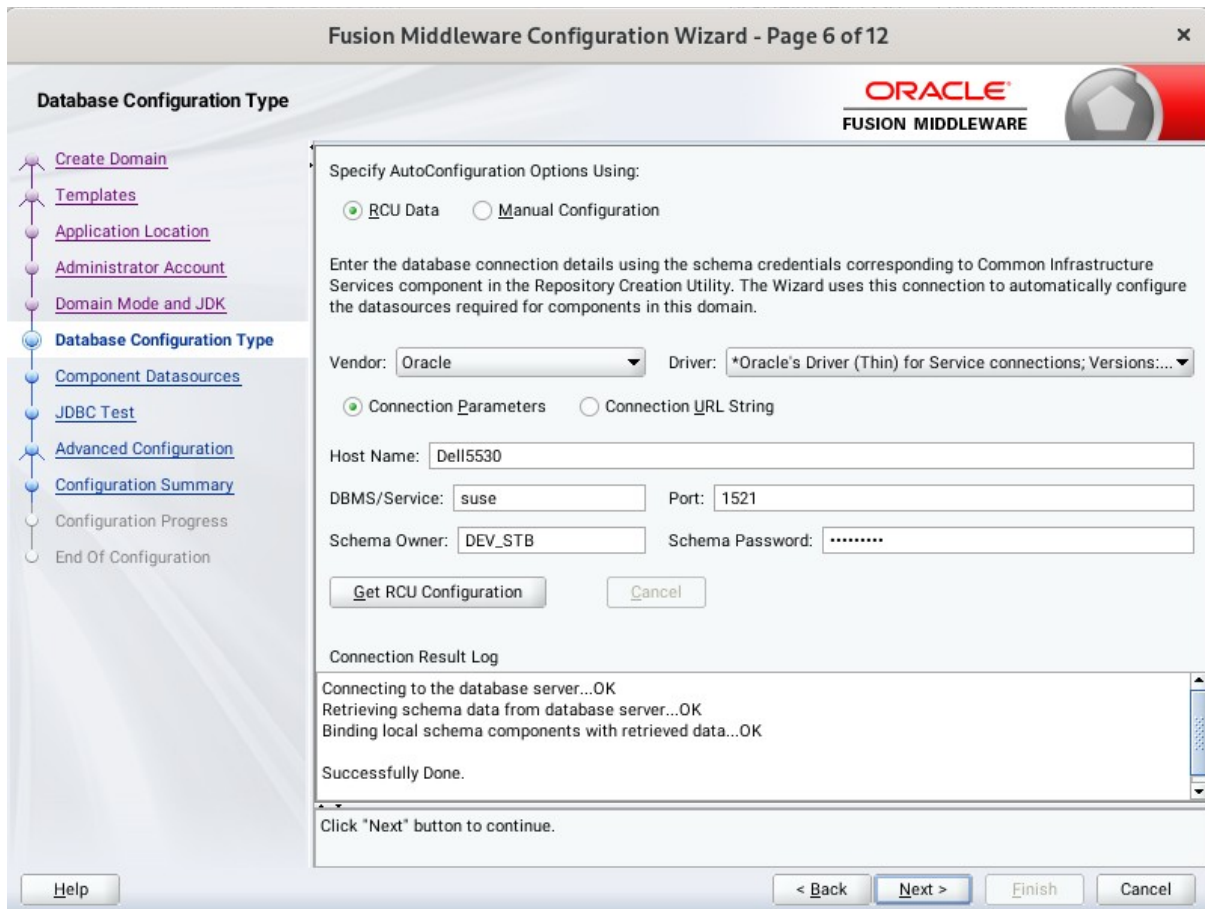 Fusion Middleware Configuration Wizard - Page 6 of 12
Database Configuration Type
ORACLE
FUSION MIDDLEWARE
Create Domain
Templates
Application Location
Administrator Account
Domain Mode and JDK
Database Configuration Type
Component Datasources
JDBC Test
Advanced Configuration
Configuration Summary
Configuration Progress
End Of Configuration
Specify AutoConfiguration Options Using:
RCU Data Manual Configuration
Enter the database connection details using the schema credentials corresponding to Common Infrastructure
Services component in the Repository Creation Utility. The Wizard uses this connection to automatically configure
the datasources required for components in this domain.
Vendor: Oracle Driver: *Oracle's Driver (Thin) for Service connections; Versions:...
Connection Parameters Connection URL String
Host Name: Dell5530
DBMS/Service: suse Port: 1521
Schema Owner: DEV_STB Schema Password: •••••••••
Get RCU Configuration Cancel
Connection Result Log
Connecting to the database server...OK
Retrieving schema data from database server...OK
Binding local schema components with retrieved data...OK
Successfully Done.
Click "Next" button to continue.
Help < Back Next > Finish Cancel